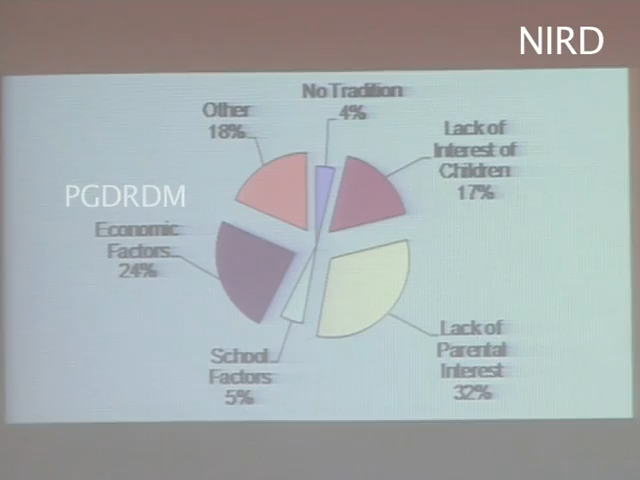 NIRD
No Tradition
4%
Other
18%
Lack of
Interest of
Children
17%
PGDRDM
Economic
Factors
24%
School
Factors
5%
Lack of
Parental
Interest
32%